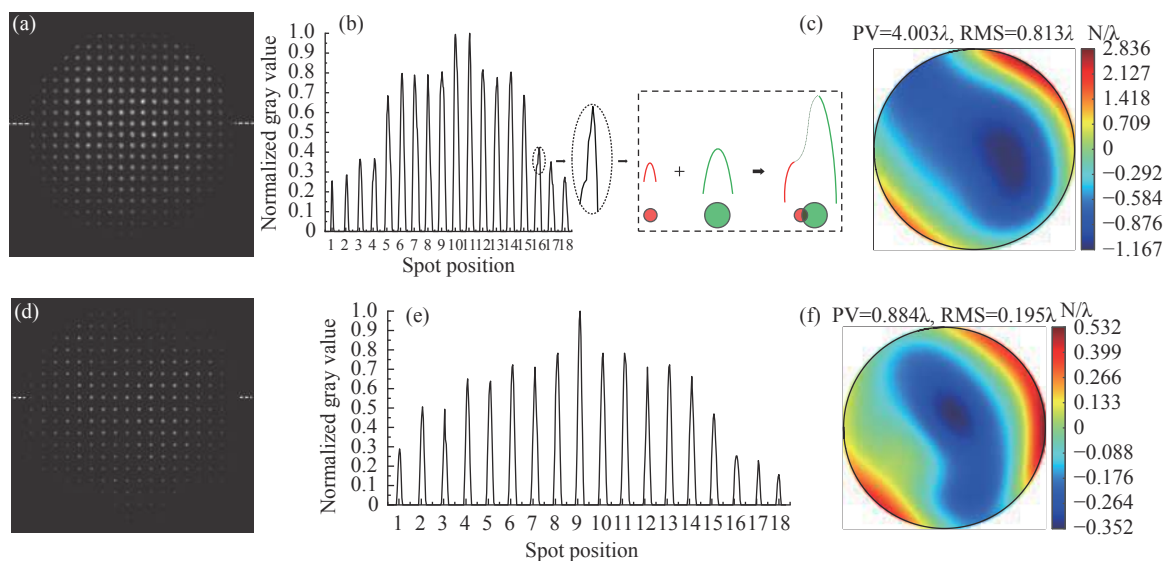 (a)
(b)
Normalized gray value
1.0
0.9
0.8
0.7
0.6
0.5
0.4
0.3
0.2
0.1
0
1 2 3 4 5 6 7 8 9 10 11 12 13 14 15 16 17 18
Spot position
+
(c)
PV=4.003λ, RMS=0.813λ N/λ
2.836
2.127
1.418
0.709
0
−0.292
−0.584
−0.876
−1.167
(d)
(e)
Normalized gray value
1.0
0.9
0.8
0.7
0.6
0.5
0.4
0.3
0.2
0.1
0
1 2 3 4 5 6 7 8 9 10 11 12 13 14 15 16 17 18
Spot position
(f)
PV=0.884λ, RMS=0.195λ N/λ
0.532
0.399
0.266
0.133
0
−0.088
−0.176
−0.264
−0.352